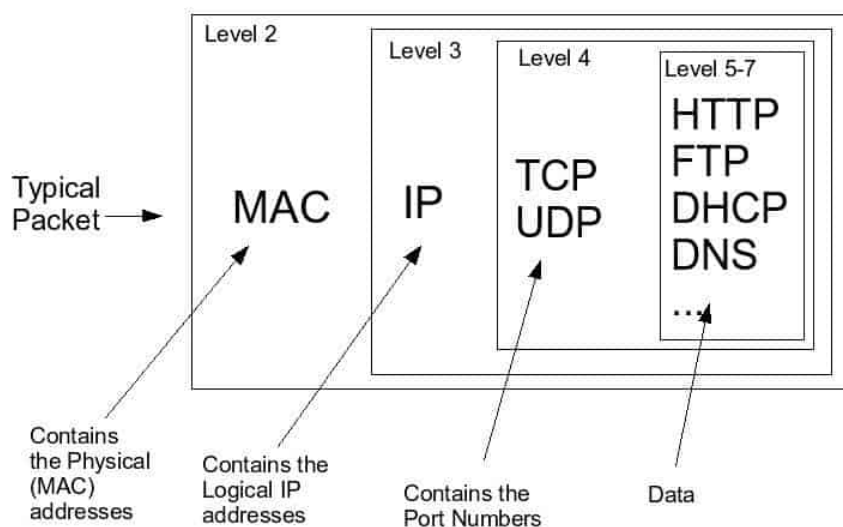 Level 2
Level 3
Level 4
Level 5-7
HTTP
FTP
DHCP
DNS
...
TCP
UDP
IP
MAC
Typical
Packet
Contains
the Physical
(MAC)
addresses
Contains the
Logical IP
addresses
Contains the
Port Numbers
Data